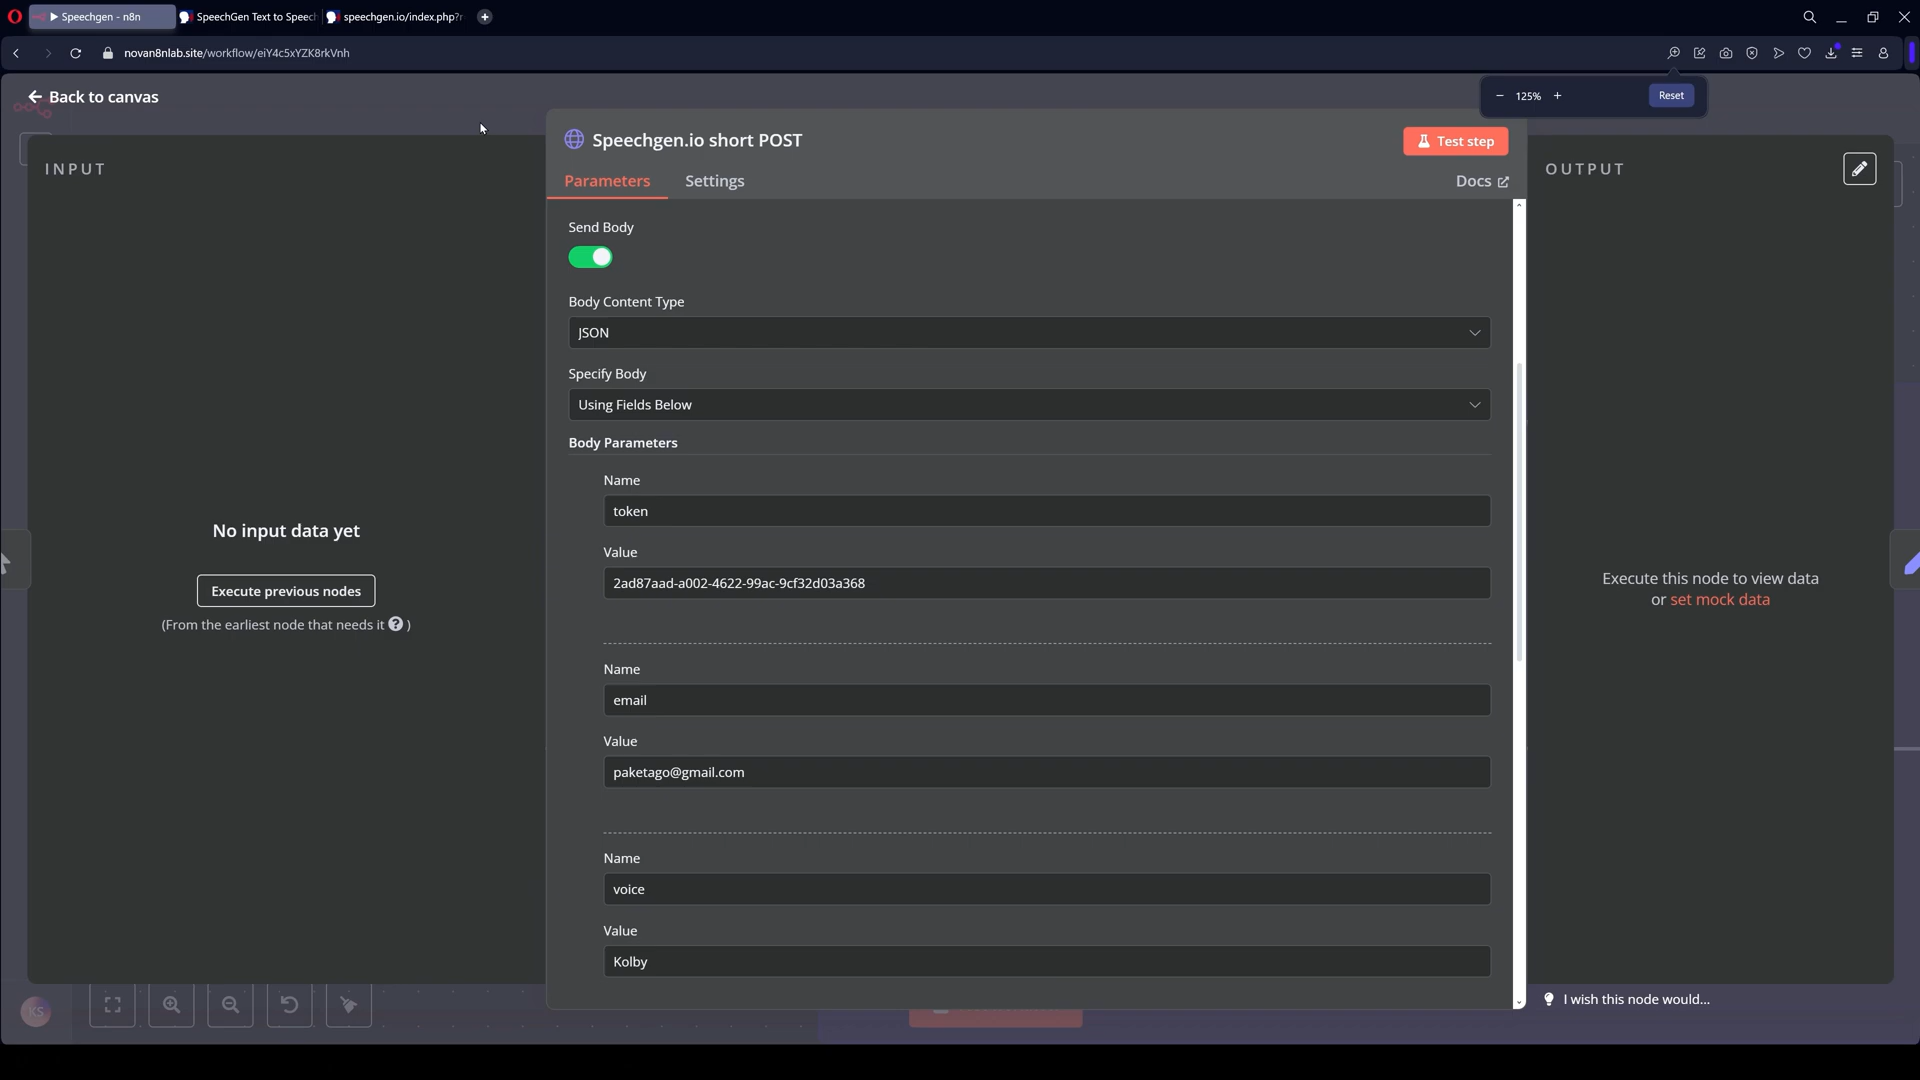 Speechgen - n8n
SpeechGen Text to Speech
speechgen.io/index.php?r
novan8nlab.site/workflow/eiY4c5xYZK8rkVnh
Back to canvas
125%
Reset
INPUT
Speechgen.io short POST
Test step
OUTPUT
Parameters
Settings
Docs
Send Body
Body Content Type
JSON
Specify Body
Using Fields Below
Body Parameters
Name
token
Value
2ad87aad-a002-4622-99ac-9cf32d03a368
No input data yet
Execute previous nodes
(From the earliest node that needs it ? )
Execute this node to view data
or set mock data
Name
email
Value
paketago@gmail.com
Name
voice
Value
Kolby
I wish this node would...
KS